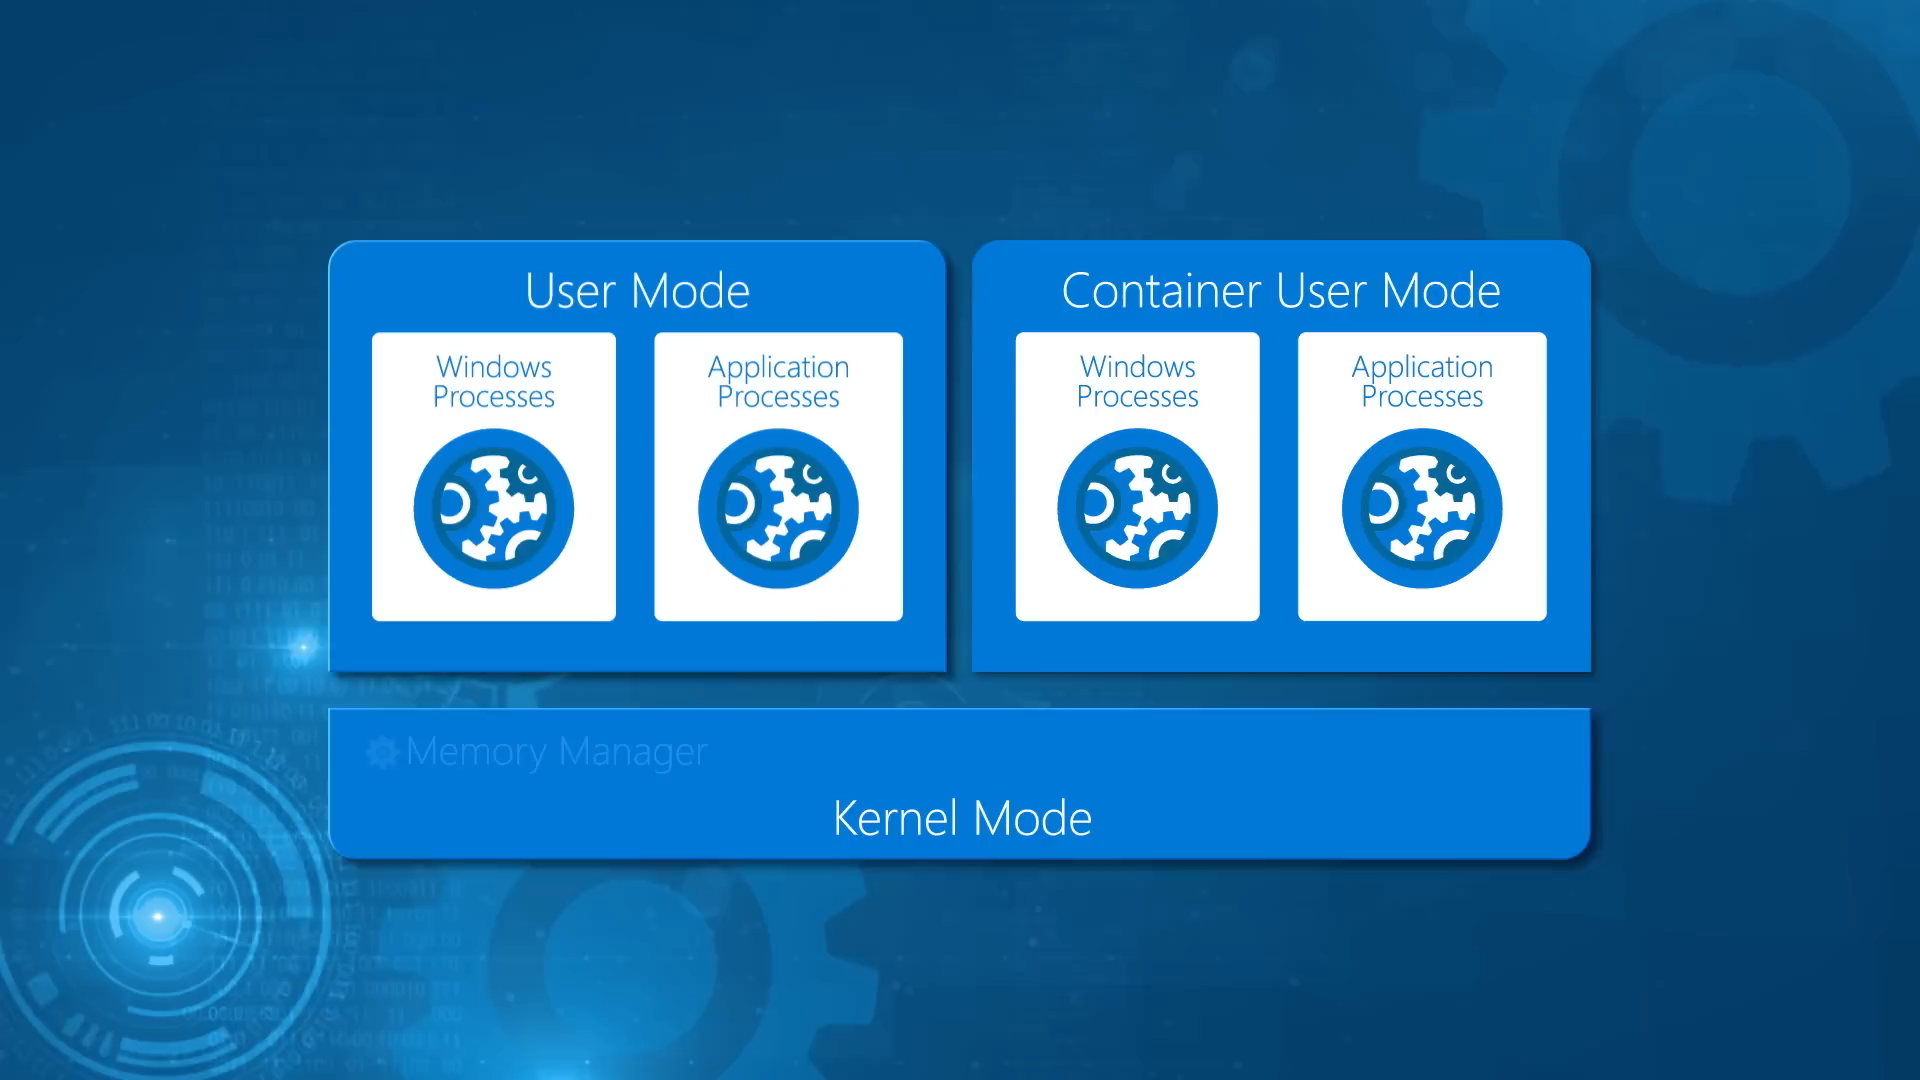 User Mode
Container User Mode
Windows
Processes
Application
Processes
Windows
Processes
Application
Processes
Memory Manager
Kernel Mode